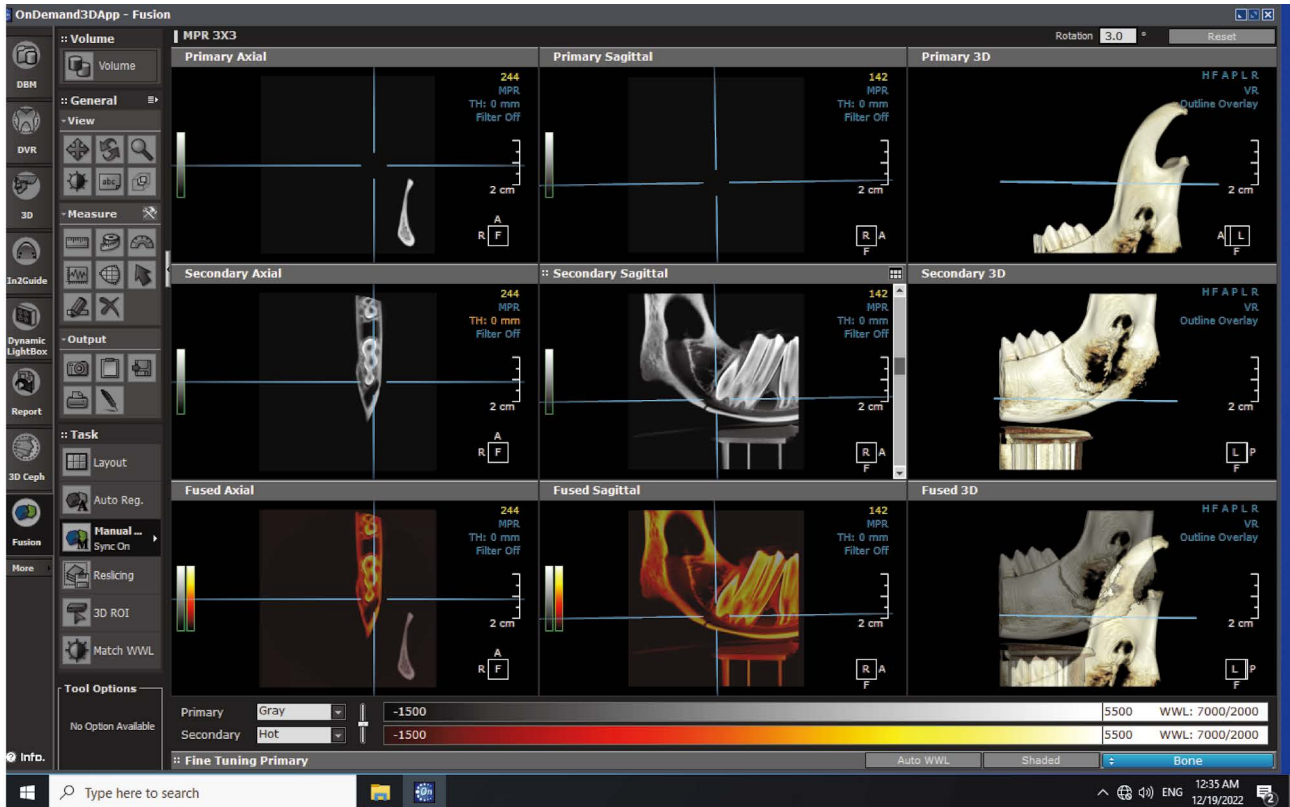 OnDemand3DApp - Fusion
DBM
DVR
3D
In2Guide
Dynamic
LightBox
Report
3D Ceph
Fusion
More
Info.
:: Volume
Volume
:: General
View
abc
Measure
Output
:: Task
Layout
Auto Reg.
Manual ...
Sync On
Reslicing
3D ROI
Match WWL
Tool Options
No Option Available
MPR 3X3
Rotation 3.0 °
Reset
Primary Axial
244
MPR
TH: 0 mm
Filter Off
2 cm
A
R F
Primary Sagittal
142
MPR
TH: 0 mm
Filter Off
2 cm
R A
F
Primary 3D
H F A P L R
VR
Outline Overlay
2 cm
A L
F
Secondary Axial
244
MPR
TH: 0 mm
Filter Off
2 cm
A
R F
:: Secondary Sagittal
142
MPR
TH: 0 mm
Filter Off
2 cm
R A
F
Secondary 3D
H F A P L R
VR
Outline Overlay
2 cm
L P
F
Fused Axial
244
MPR
TH: 0 mm
Filter Off
2 cm
A
R F
Fused Sagittal
142
MPR
TH: 0 mm
Filter Off
2 cm
R A
F
Fused 3D
H F A P L R
VR
Outline Overlay
2 cm
L P
F
Primary Gray -1500 5500 WWL: 7000/2000
Secondary Hot -1500 5500 WWL: 7000/2000
:: Fine Tuning Primary
Auto WWL Shaded Bone
Type here to search
On
ENG
12:35 AM
12/19/2022
2